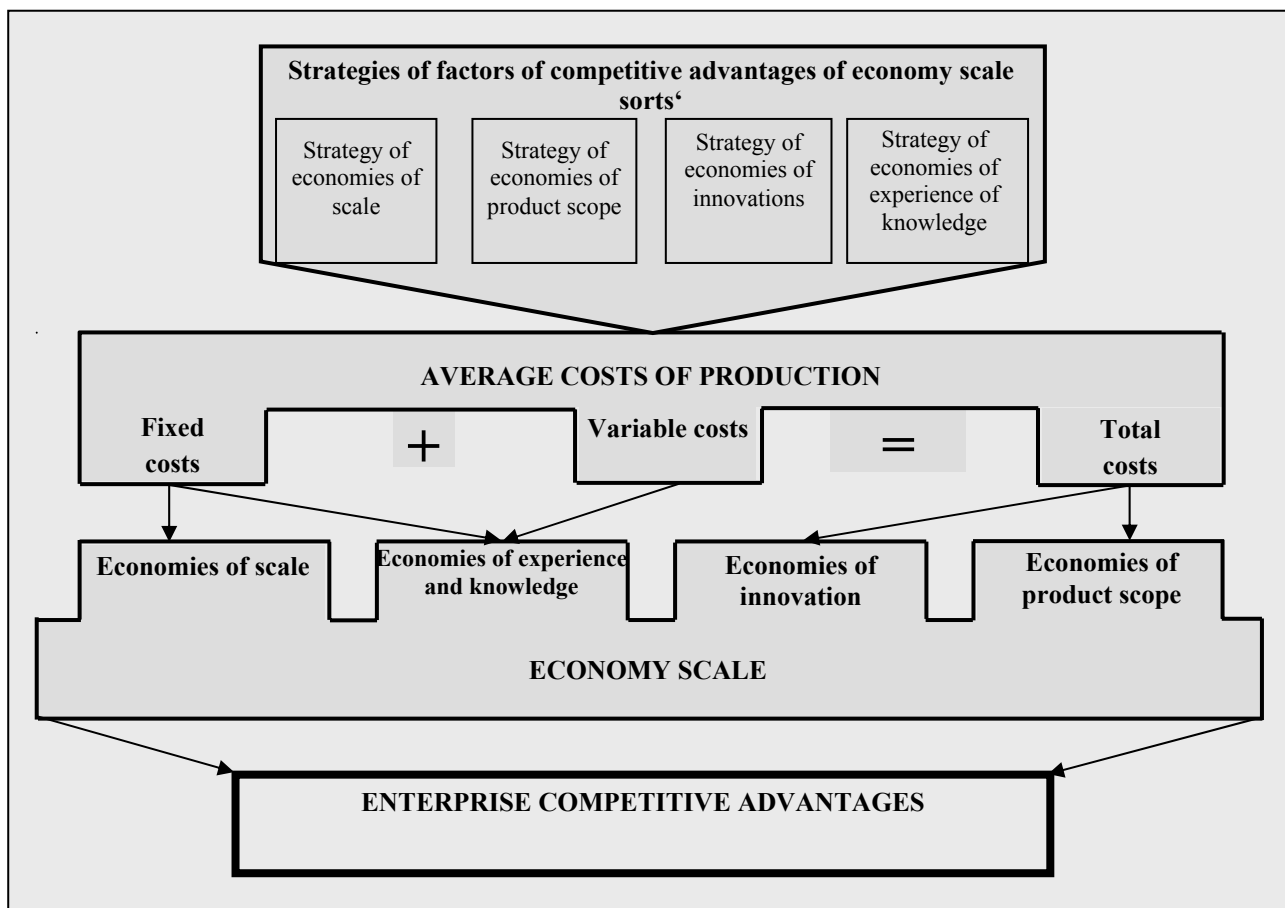 Strategies of factors of competitive advantages of economy scale
sorts‘
Strategy of
economies of
scale
Strategy of
economies of
product scope
Strategy of
economies of
innovations
Strategy of
economies of
experience of
knowledge
AVERAGE COSTS OF PRODUCTION
Fixed
costs
+
Variable costs
=
Total
costs
Economies of scale
Economies of experience
and knowledge
Economies of
innovation
Economies of
product scope
ECONOMY SCALE
ENTERPRISE COMPETITIVE ADVANTAGES